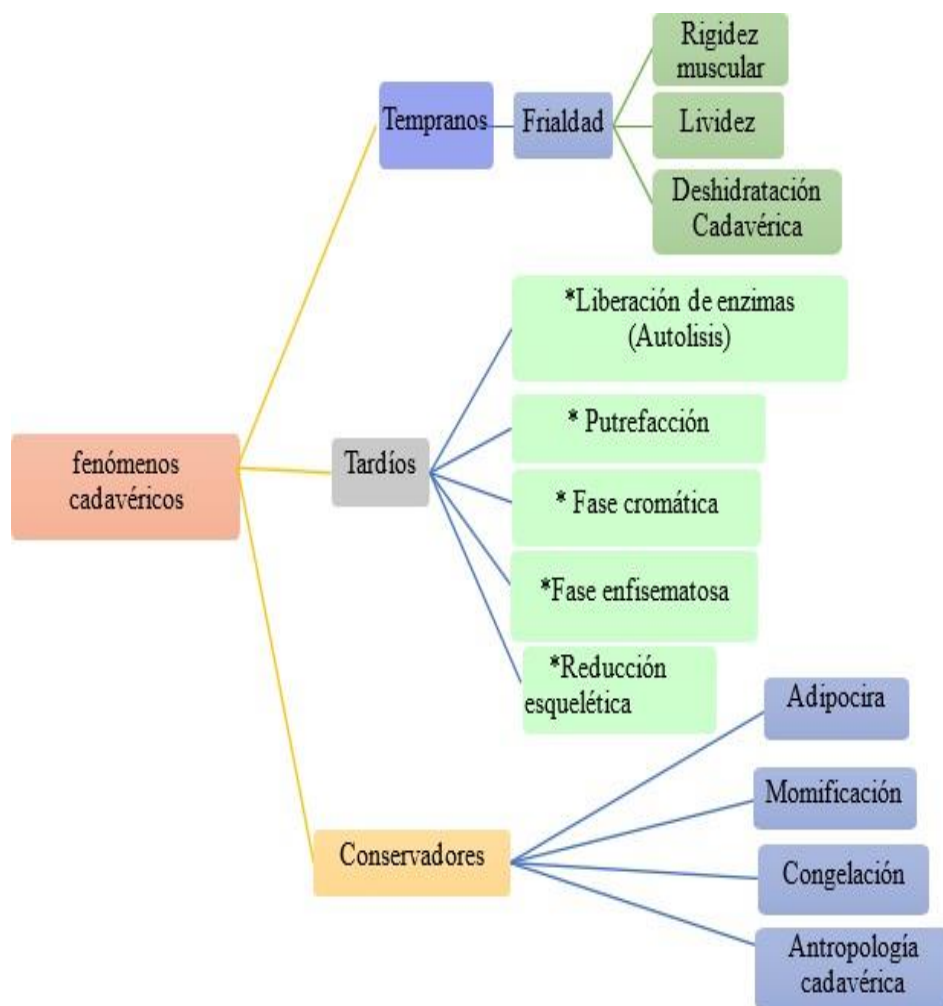 fenómenos
cadavéricos
Tempranos
Frialdad
Rigidez
muscular
Lividez
Deshidratación
Cadavérica
Tardíos
*Liberación de enzimas
(Autolisis)
* Putrefacción
* Fase cromática
*Fase enfisematosa
*Reducción
esquelética
Conservadores
Adipocira
Momificación
Congelación
Antropología
cadavérica